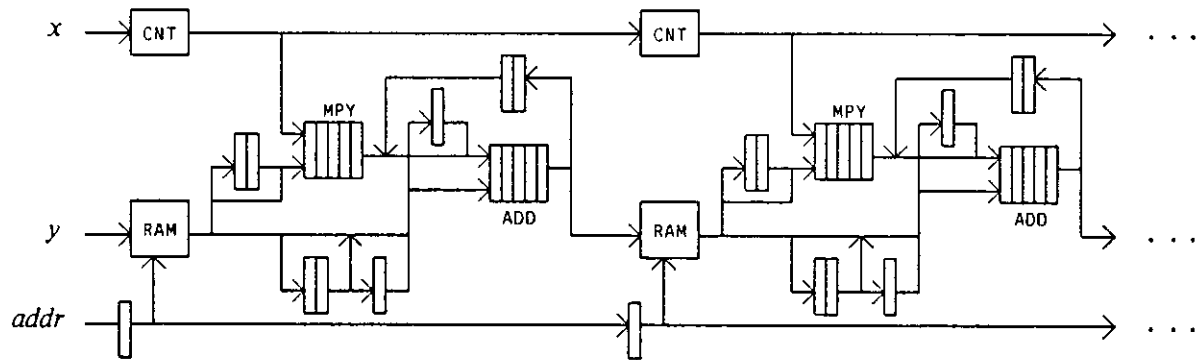 x CNT CNT . . .
MPY MPY
ADD ADD
y RAM RAM . . .
addr . . .